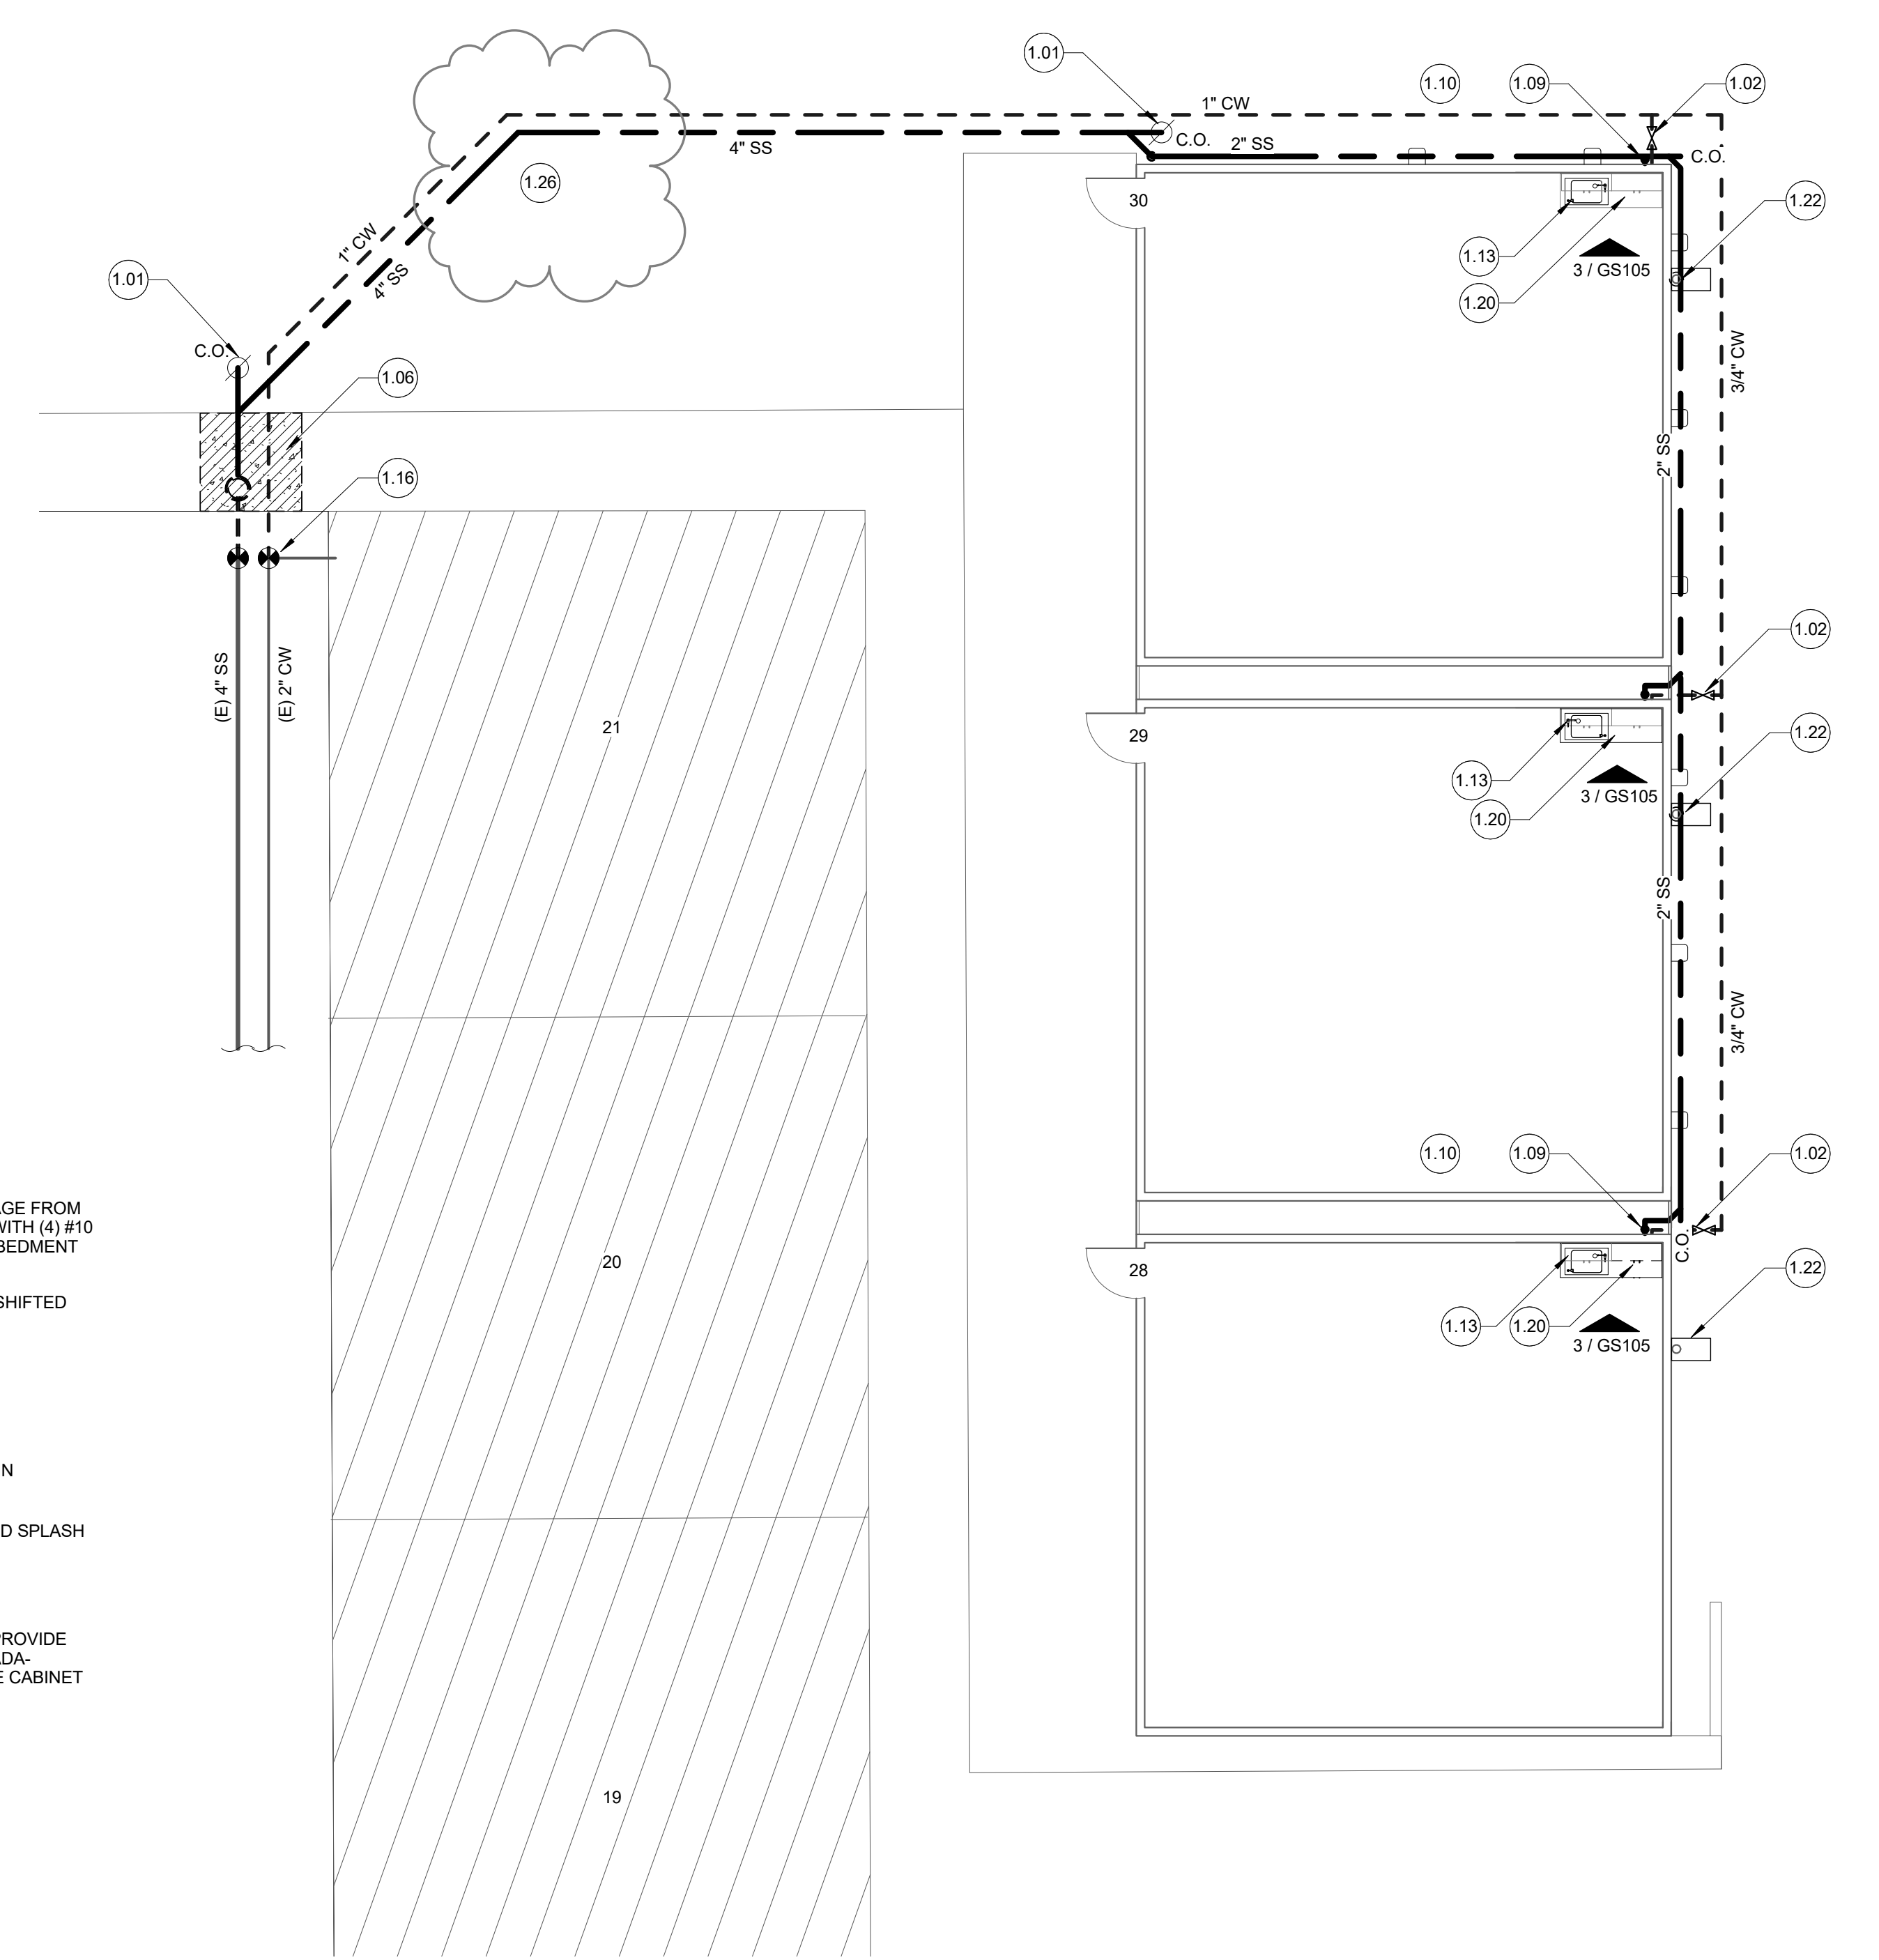 1.01
1.10
1.09
1.02
1" CW
C.O.
4" SS
2" SS
C.O.
1.26
30
1.22
1.13
3 / GS105
1.20
1" CW
4" SS
1.01
C.O.
3/4" CW
1.06
2" SS
1.16
1.02
(E) 4" SS
(E) 2" CW
21
29
1.22
1.13
3 / GS105
1.20
2" SS
3/4" CW
1.10
1.09
1.02
AGE FROM
WITH (4) #10
BEDMENT
20
C.O.
28
1.22
SHIFTED
1.13
1.20
3 / GS105
N
D SPLASH
PROVIDE
ADA-
E CABINET
19